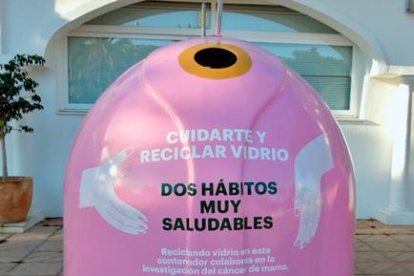 CUIDARTE Y
RECICLAR VIDRIO
DOS HÁBITOS
MUY
SALUDABLES
Reciclando vidrio en este
contenedor colaboras en la
investigación del cáncer de mama.